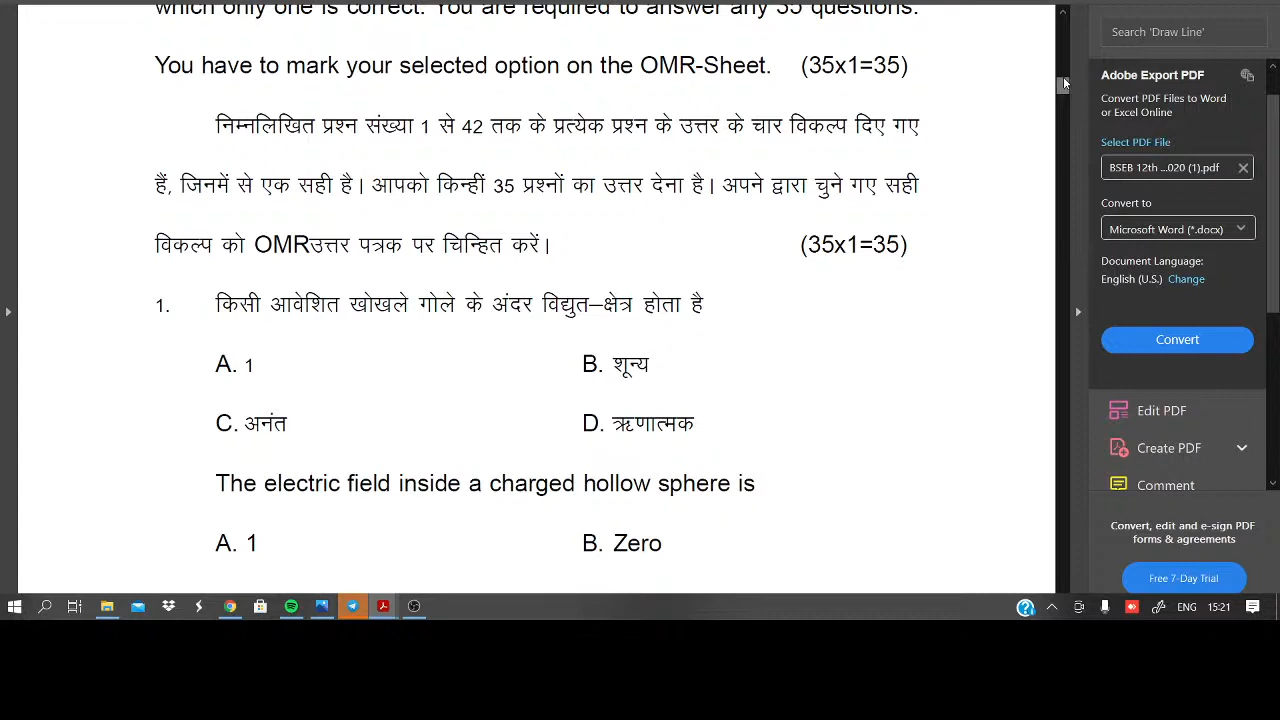 which only one is correct. You are required to answer any 35 questions.
You have to mark your selected option on the OMR-Sheet. (35x1=35)
निम्नलिखित प्रश्न संख्या 1 से 42 तक के प्रत्येक प्रश्न के उत्तर के चार विकल्प दिए गए
हैं, जिनमें से एक सही है। आपको किन्हीं 35 प्रश्नों का उत्तर देना है। अपने द्वारा चुने गए सही
विकल्प को OMRउत्तर पत्रक पर चिन्हित करें। (35x1=35)
1. किसी आवेशित खोखले गोले के अंदर विद्युत–क्षेत्र होता है
A. 1 B. शून्य
C. अनंत D. ऋणात्मक
The electric field inside a charged hollow sphere is
A. 1 B. Zero
Search 'Draw Line'
Adobe Export PDF
Convert PDF Files to Word
or Excel Online
Select PDF File
BSEB 12th ...020 (1).pdf
Convert to
Microsoft Word (*.docx)
Document Language:
English (U.S.) Change
Convert
Edit PDF
Create PDF
Comment
Convert, edit and e-sign PDF
forms & agreements
Free 7-Day Trial
ENG 15:21